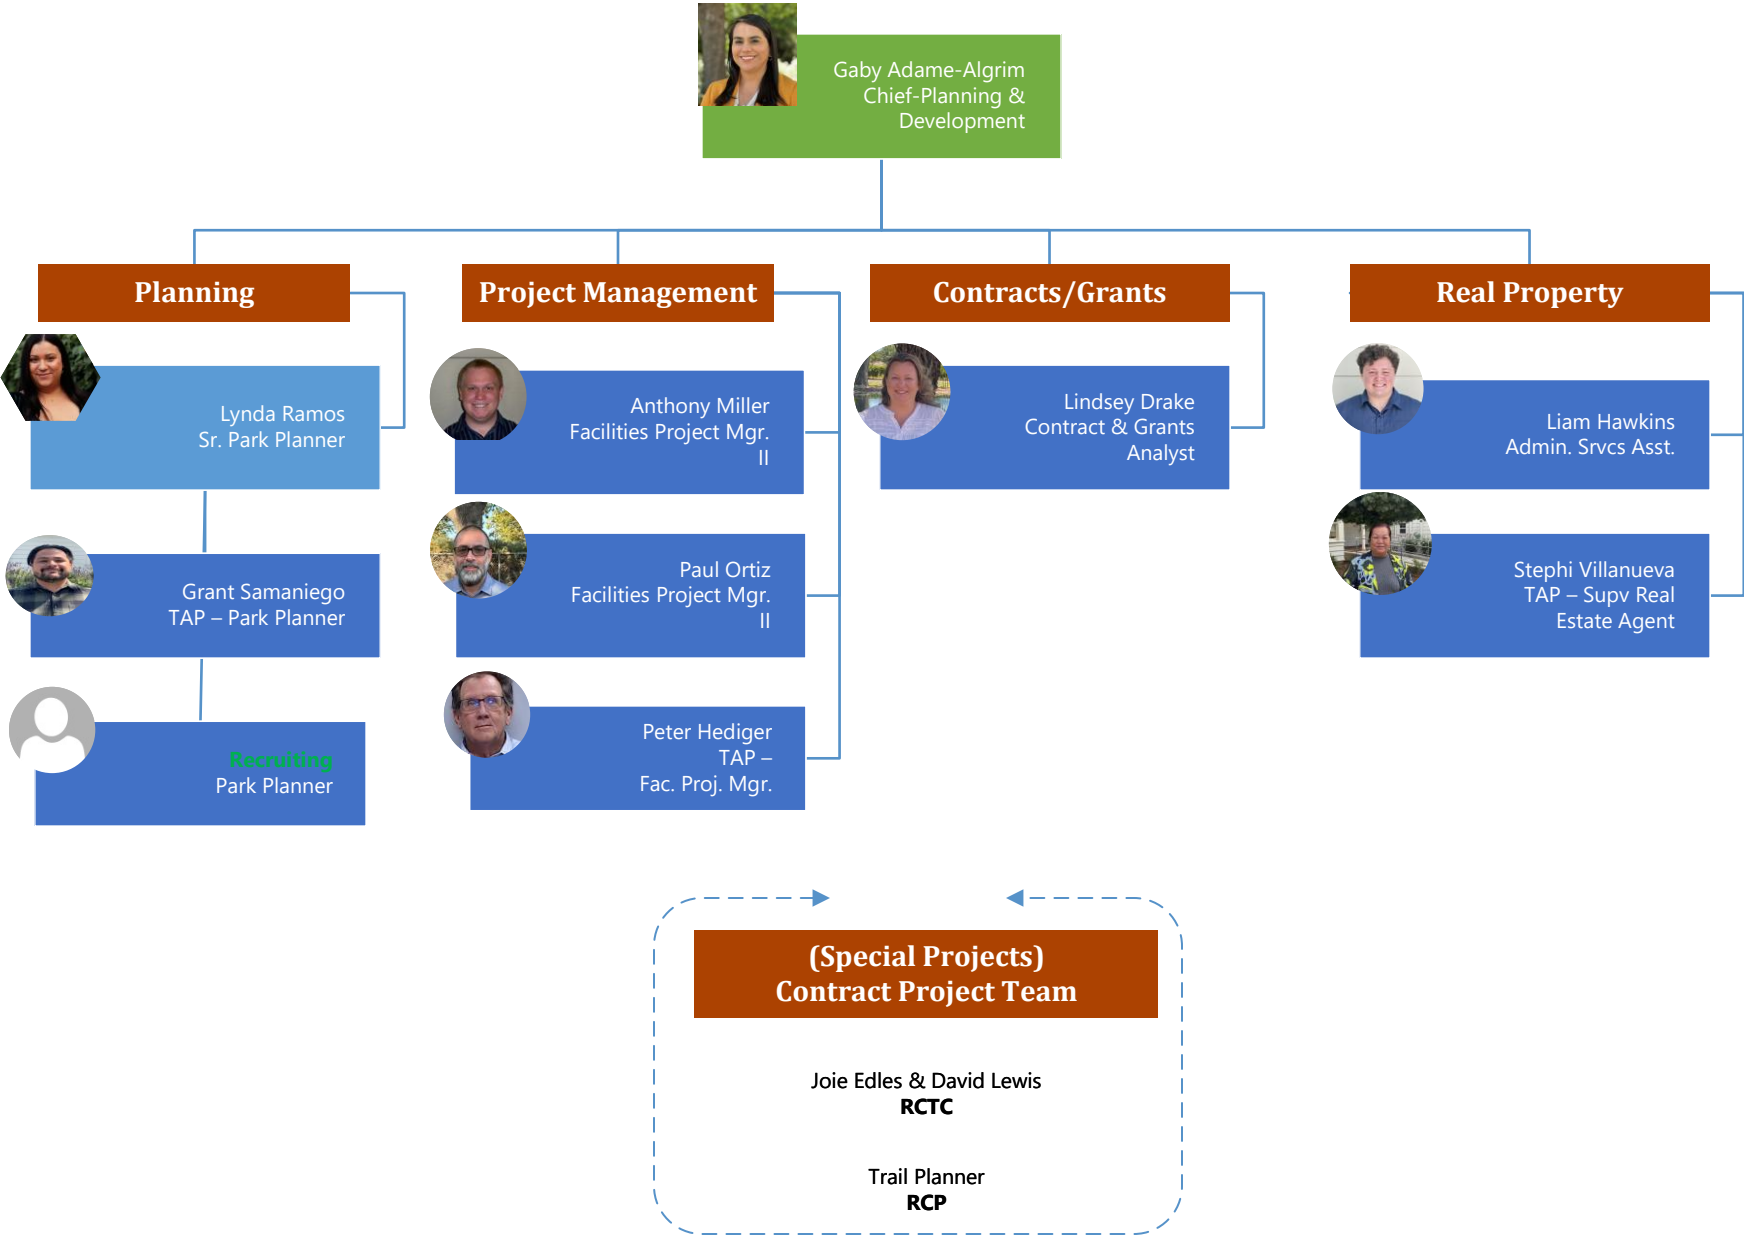 Gaby Adame-Algrim
Chief-Planning &
Development
Planning
Lynda Ramos
Sr. Park Planner
Grant Samaniego
TAP – Park Planner
Recruiting
Park Planner
Project Management
Anthony Miller
Facilities Project Mgr.
II
Paul Ortiz
Facilities Project Mgr.
II
Peter Hediger
TAP –
Fac. Proj. Mgr.
Contracts/Grants
Lindsey Drake
Contract & Grants
Analyst
Real Property
Liam Hawkins
Admin. Srvcs Asst.
Stephi Villanueva
TAP – Supv Real
Estate Agent
(Special Projects)
Contract Project Team
Joie Edles & David Lewis
RCTC
Trail Planner
RCP